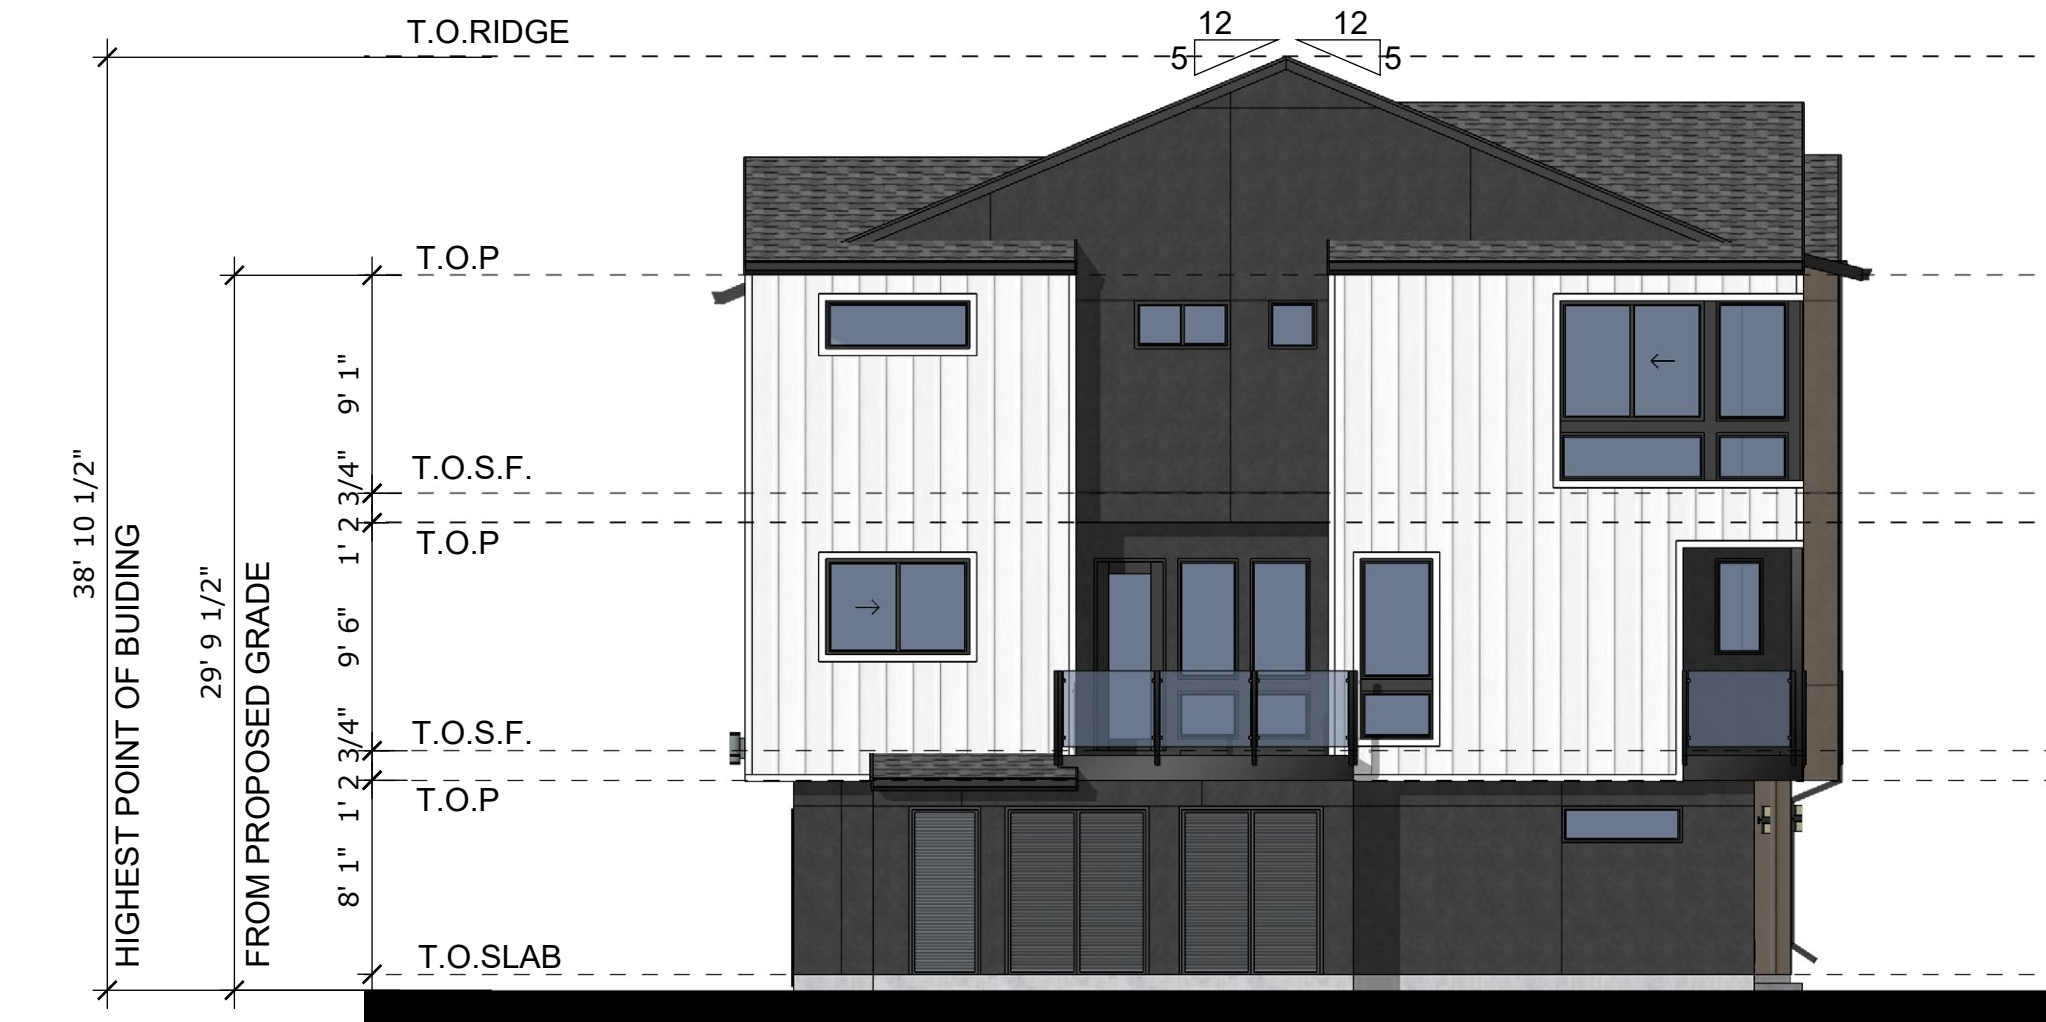 T.O.RIDGE
12
12
5
5
T.O.P
9' 1"
T.O.S.F.
1' 2 3/4"
T.O.P
9' 6"
T.O.S.F.
1' 2 3/4"
T.O.P
8' 1"
T.O.SLAB
38' 10 1/2"
HIGHEST POINT OF BUIDING
29' 9 1/2"
FROM PROPOSED GRADE